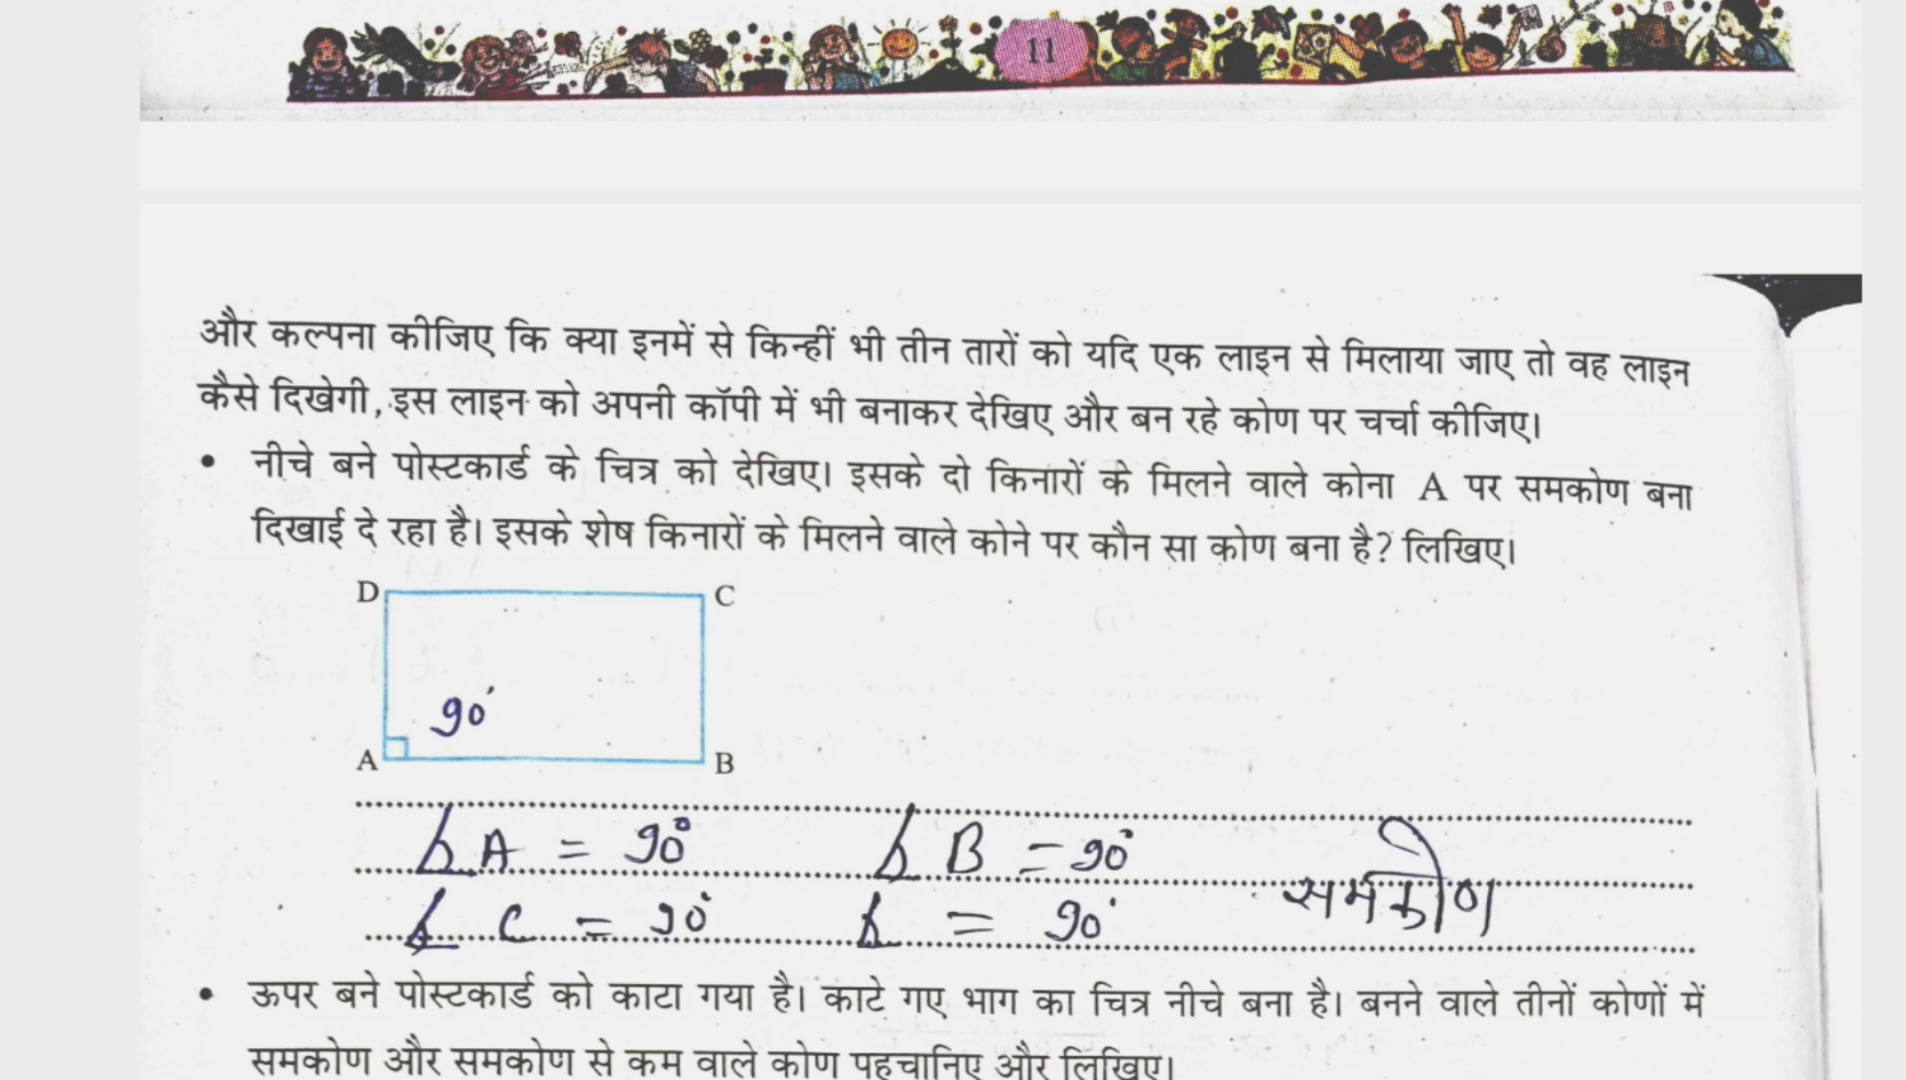 11
और कल्पना कीजिए कि क्या इनमें से किन्हीं भी तीन तारों को यदि एक लाइन से मिलाया जाए तो वह लाइन
कैसे दिखेगी, इस लाइन को अपनी कॉपी में भी बनाकर देखिए और बन रहे कोण पर चर्चा कीजिए।
• नीचे बने पोस्टकार्ड के चित्र को देखिए। इसके दो किनारों के मिलने वाले कोना A पर समकोण बना
दिखाई दे रहा है। इसके शेष किनारों के मिलने वाले कोने पर कौन सा कोण बना है? लिखिए।
D C
90°
A B
∠A = 90° ∠B = 90°
समकोण
∠C = 90° ∠ = 90°
• ऊपर बने पोस्टकार्ड को काटा गया है। काटे गए भाग का चित्र नीचे बना है। बनने वाले तीनों कोणों में
समकोण और समकोण से कम वाले कोण पहचानिए और लिखिए।